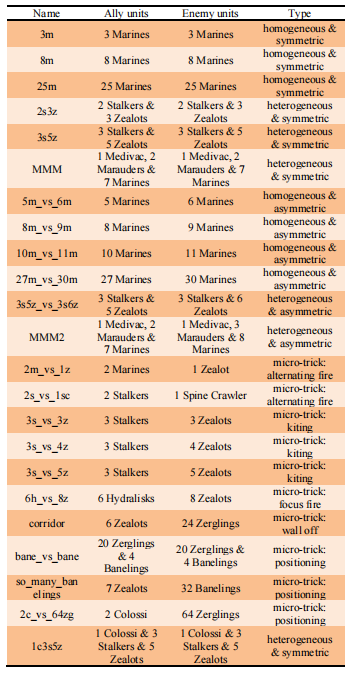 Name Ally units Enemy units Type
3m 3 Marines 3 Marines homogeneous & symmetric
8m 8 Marines 8 Marines homogeneous & symmetric
25m 25 Marines 25 Marines homogeneous & symmetric
2s3z 2 Stalkers & 3 Zealots 2 Stalkers & 3 Zealots heterogeneous & symmetric
3s5z 3 Stalkers & 5 Zealots 3 Stalkers & 5 Zealots heterogeneous & symmetric
MMM 1 Medivac, 2 Marauders & 7 Marines 1 Medivac, 2 Marauders & 7 Marines heterogeneous & symmetric
5m_vs_6m 5 Marines 6 Marines homogeneous & asymmetric
8m_vs_9m 8 Marines 9 Marines homogeneous & asymmetric
10m_vs_11m 10 Marines 11 Marines homogeneous & asymmetric
27m_vs_30m 27 Marines 30 Marines homogeneous & asymmetric
3s5z_vs_3s6z 3 Stalkers & 5 Zealots 3 Stalkers & 6 Zealots heterogeneous & asymmetric
MMM2 1 Medivac, 2 Marauders & 7 Marines 1 Medivac, 3 Marauders & 8 Marines heterogeneous & asymmetric
2m_vs_1z 2 Marines 1 Zealot micro-trick: alternating fire
2s_vs_1sc 2 Stalkers 1 Spine Crawler micro-trick: alternating fire
3s_vs_3z 3 Stalkers 3 Zealots micro-trick: kiting
3s_vs_4z 3 Stalkers 4 Zealots micro-trick: kiting
3s_vs_5z 3 Stalkers 5 Zealots micro-trick: kiting
6h_vs_8z 6 Hydralisks 8 Zealots micro-trick: focus fire
corridor 6 Zealots 24 Zerglings micro-trick: wall off
bane_vs_bane 20 Zerglings & 4 Banelings 20 Zerglings & 4 Banelings micro-trick: positioning
so_many_banelings 7 Zealots 32 Banelings micro-trick: positioning
2c_vs_64zg 2 Colossi 64 Zerglings micro-trick: positioning
1c3s5z 1 Colossi & 3 Stalkers & 5 Zealots 1 Colossi & 3 Stalkers & 5 Zealots heterogeneous & symmetric